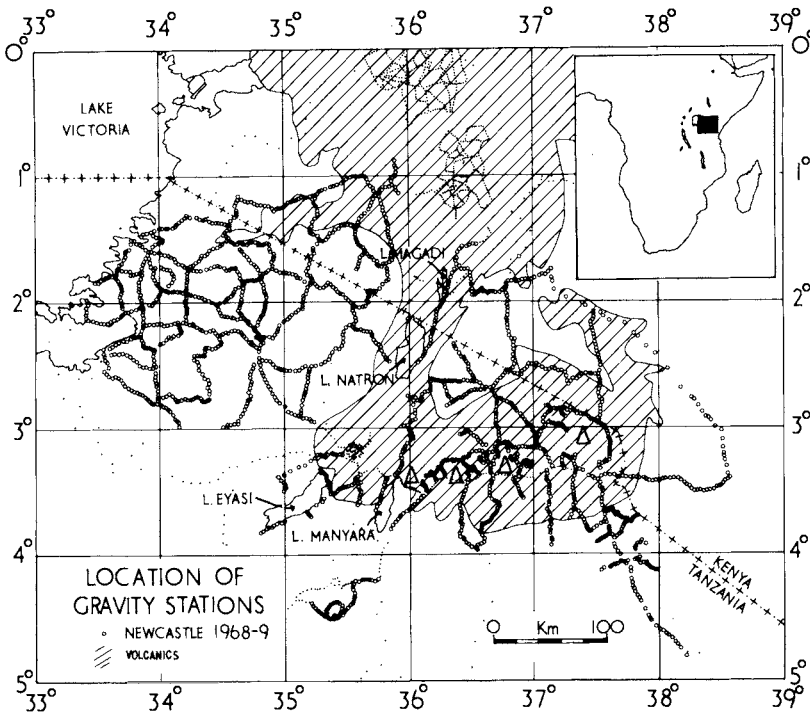 33° 34° 35° 36° 37° 38° 39°
0° 0°
LAKE
VICTORIA
1° 1°
L. MAGADI
2° 2°
L. NATRON
3° 3°
L. EYASI
L. MANYARA
4° 4°
KENYA
TANZANIA
LOCATION OF
GRAVITY STATIONS
○ NEWCASTLE 1968-9
VOLCANICS
0 Km 100
5° 5°
33° 34° 35° 36° 37° 38° 39°